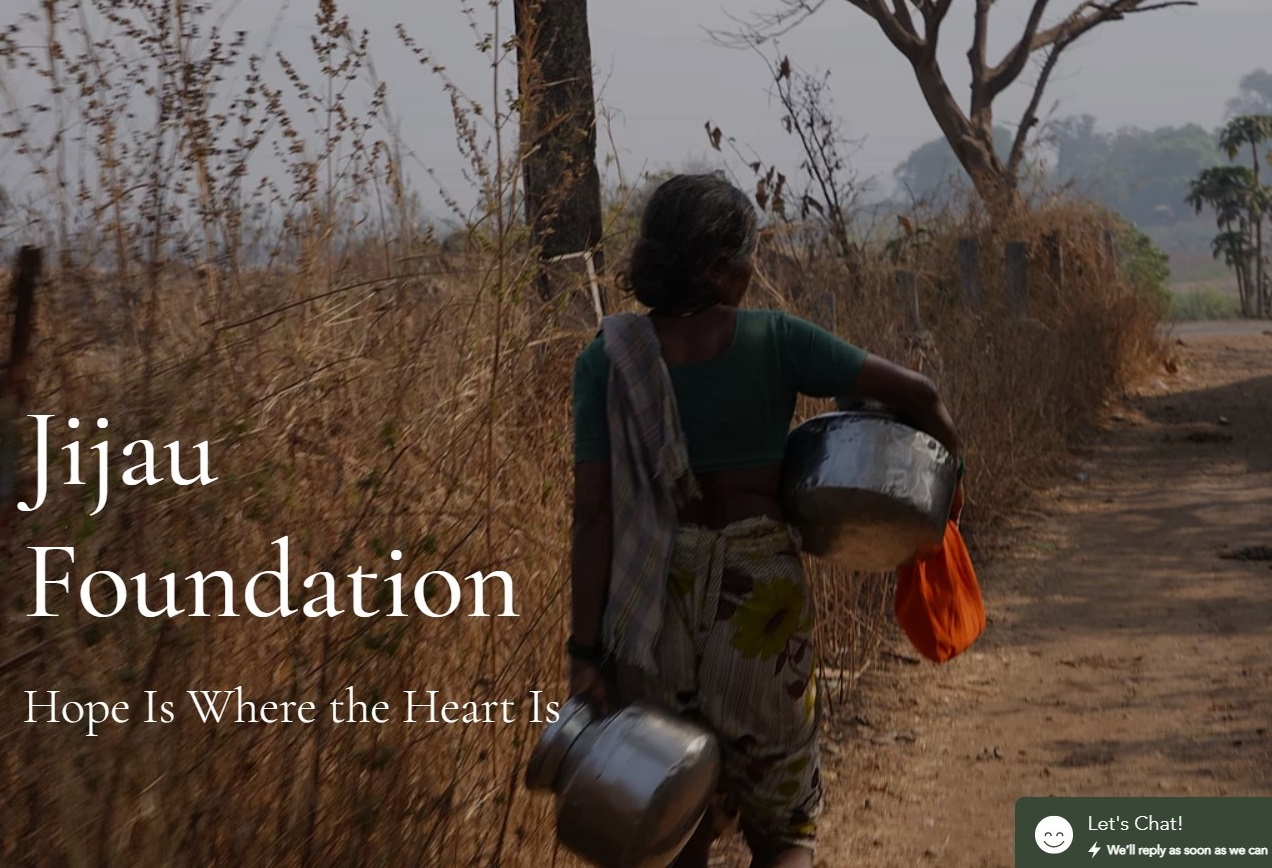 Jijau
Foundation
Hope Is Where the Heart Is
Let's Chat!
We'll reply as soon as we can